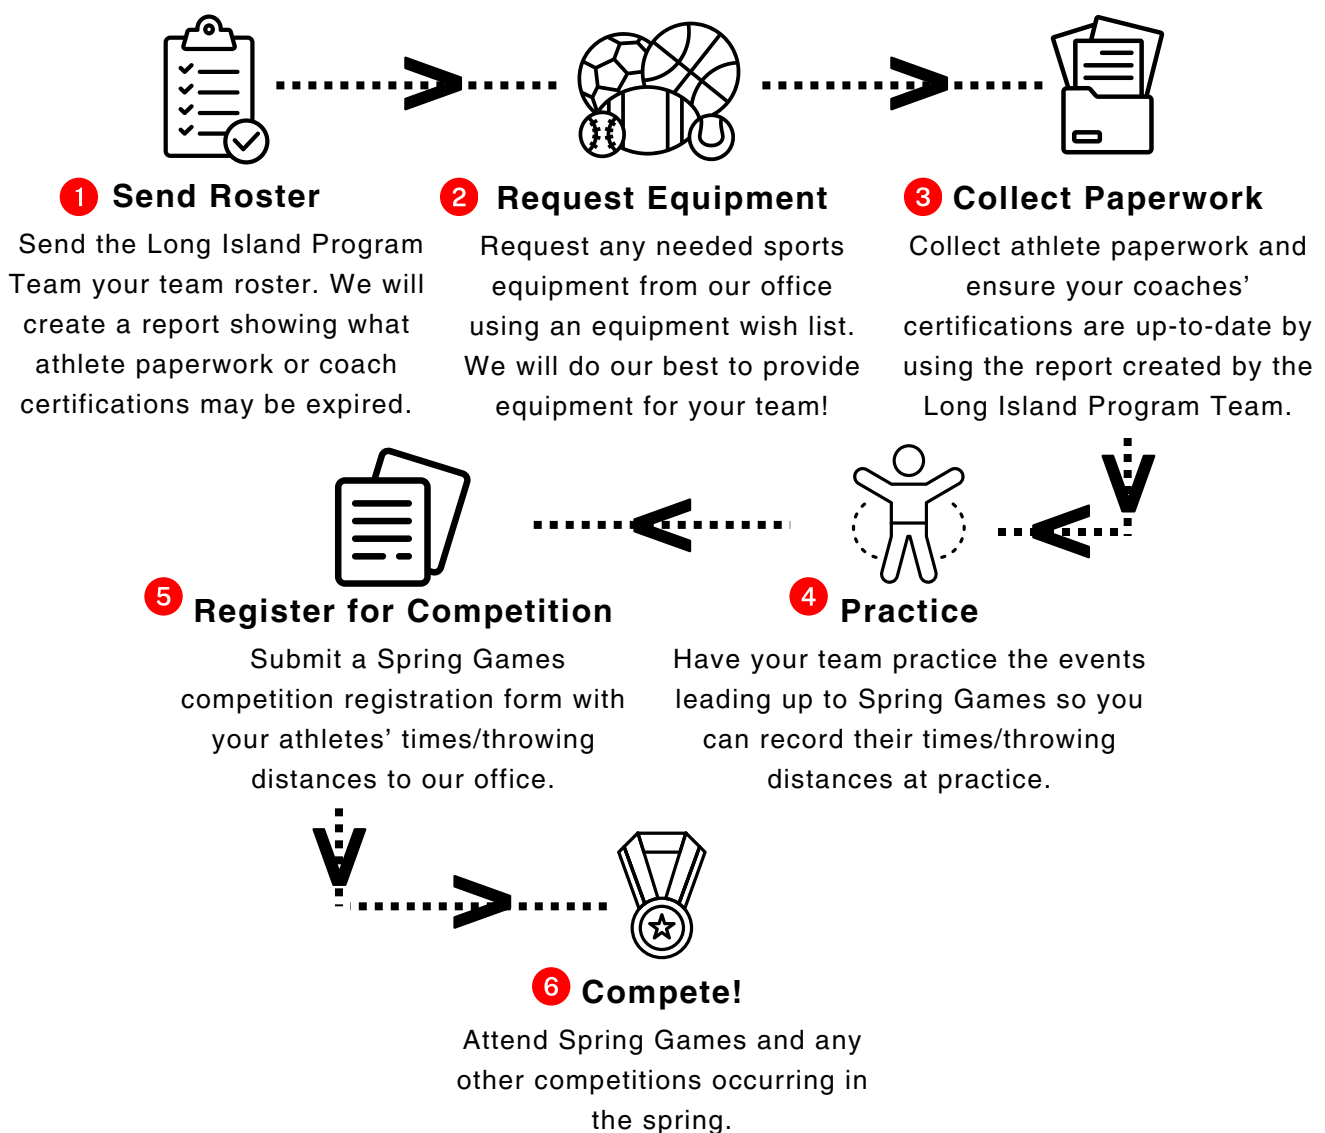 1 Send Roster
Send the Long Island Program
Team your team roster. We will
create a report showing what
athlete paperwork or coach
certifications may be expired.
2 Request Equipment
Request any needed sports
equipment from our office
using an equipment wish list.
We will do our best to provide
equipment for your team!
3 Collect Paperwork
Collect athlete paperwork and
ensure your coaches’
certifications are up-to-date by
using the report created by the
Long Island Program Team.
4 Practice
Have your team practice the events
leading up to Spring Games so you
can record their times/throwing
distances at practice.
5 Register for Competition
Submit a Spring Games
competition registration form with
your athletes’ times/throwing
distances to our office.
6 Compete!
Attend Spring Games and any
other competitions occurring in
the spring.